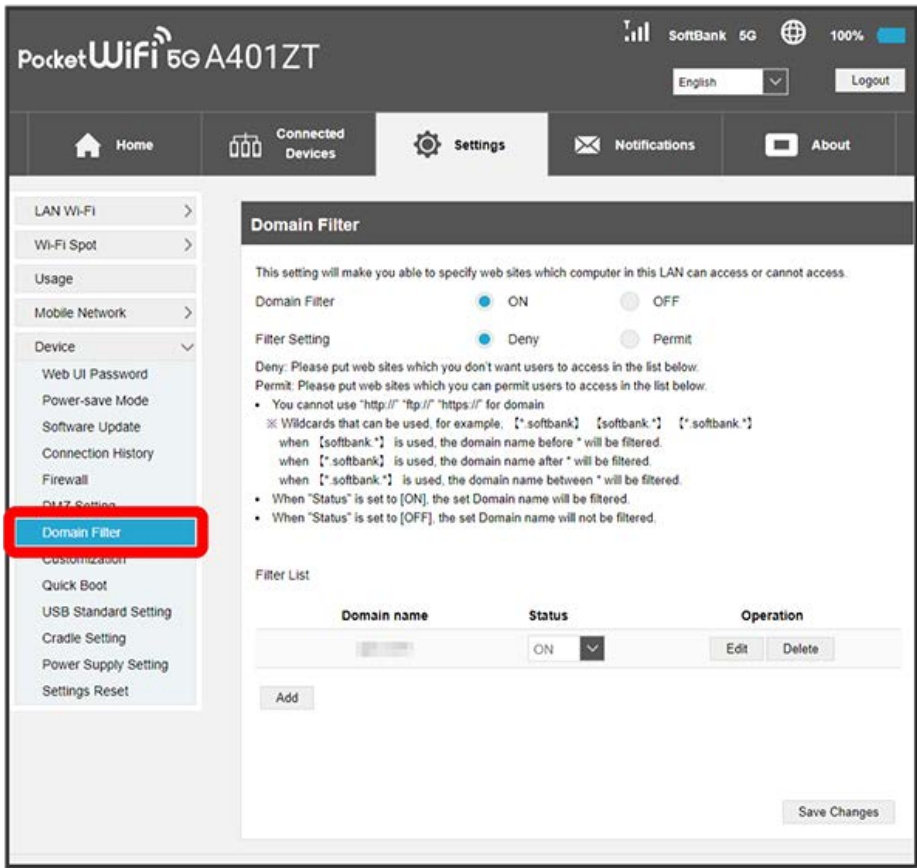 SoftBank 5G 100%
PocketWiFi 5G A401ZT
English Logout
Home Connected Devices Settings Notifications About
LAN Wi-Fi
Wi-Fi Spot
Usage
Mobile Network
Device
Web UI Password
Power-save Mode
Software Update
Connection History
Firewall
DMZ Setting
Domain Filter
Customization
Quick Boot
USB Standard Setting
Cradle Setting
Power Supply Setting
Settings Reset
Domain Filter
This setting will make you able to specify web sites which computer in this LAN can access or cannot access.
Domain Filter ON OFF
Filter Setting Deny Permit
Deny: Please put web sites which you don't want users to access in the list below.
Permit: Please put web sites which you can permit users to access in the list below.
• You cannot use "http://" "ftp://" "https://" for domain
※ Wildcards that can be used, for example, 【*.softbank】 【softbank.*】 【*.softbank.*】
when 【softbank.*】 is used, the domain name before * will be filtered.
when 【*.softbank】 is used, the domain name after * will be filtered.
when 【*.softbank.*】 is used, the domain name between * will be filtered.
• When "Status" is set to [ON], the set Domain name will be filtered.
• When "Status" is set to [OFF], the set Domain name will not be filtered.
Filter List
Domain name Status Operation
ON Edit Delete
Add
Save Changes